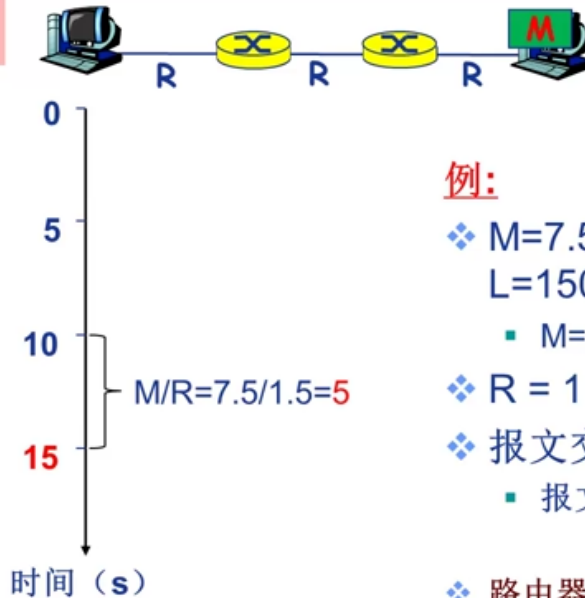 M
R R R
0
5
10
15
M/R=7.5/1.5=5
时间（s）
例:
M=7.5
L=150
M=
R = 1
报文交
报文
路由器